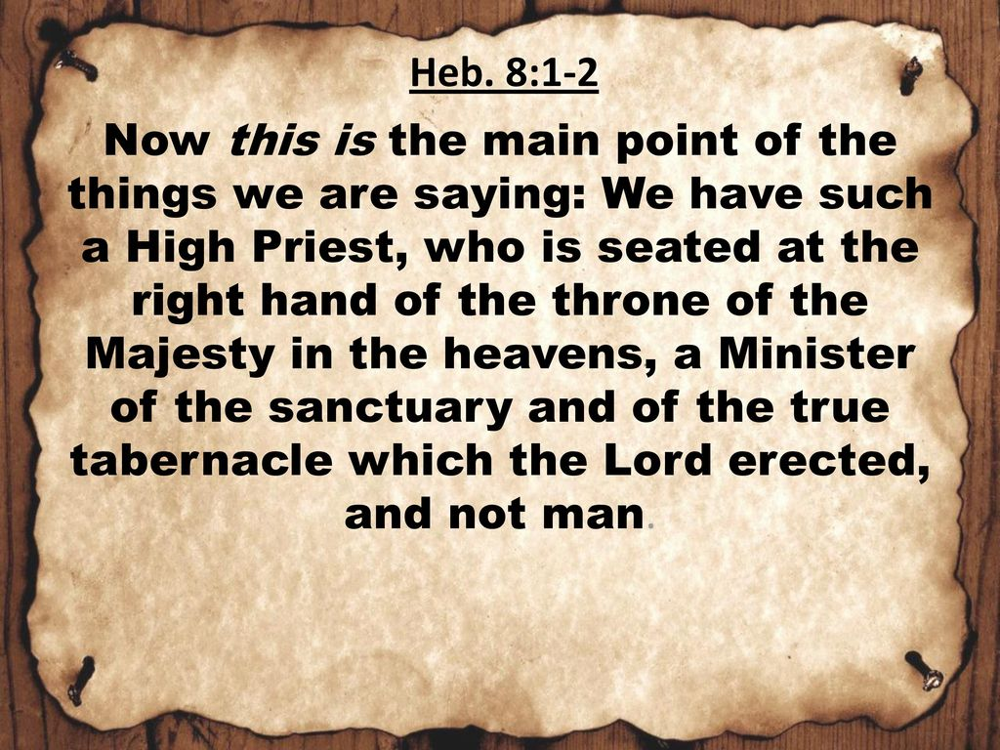 Heb. 8:1-2
Now this is the main point of the
things we are saying: We have such
a High Priest, who is seated at the
right hand of the throne of the
Majesty in the heavens, a Minister
of the sanctuary and of the true
tabernacle which the Lord erected,
and not man.